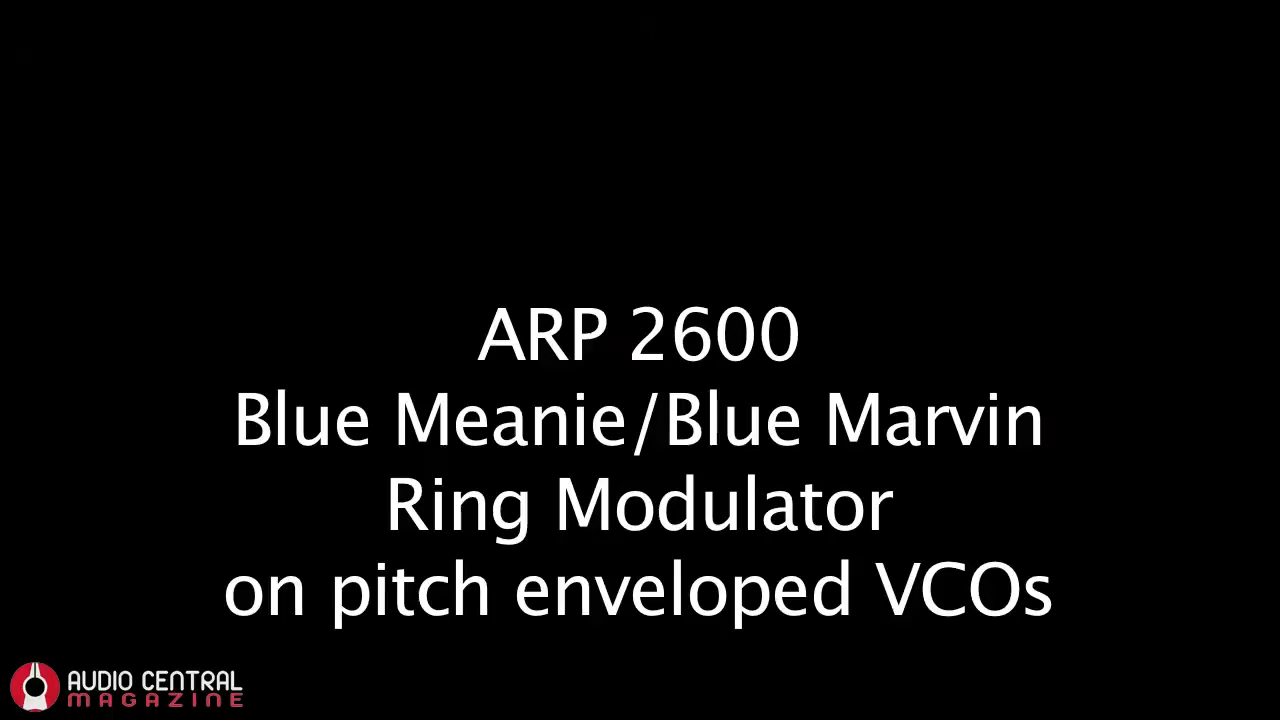 ARP 2600
Blue Meanie/Blue Marvin
Ring Modulator
on pitch enveloped VCOs
AUDIO CENTRAL
MAGAZINE